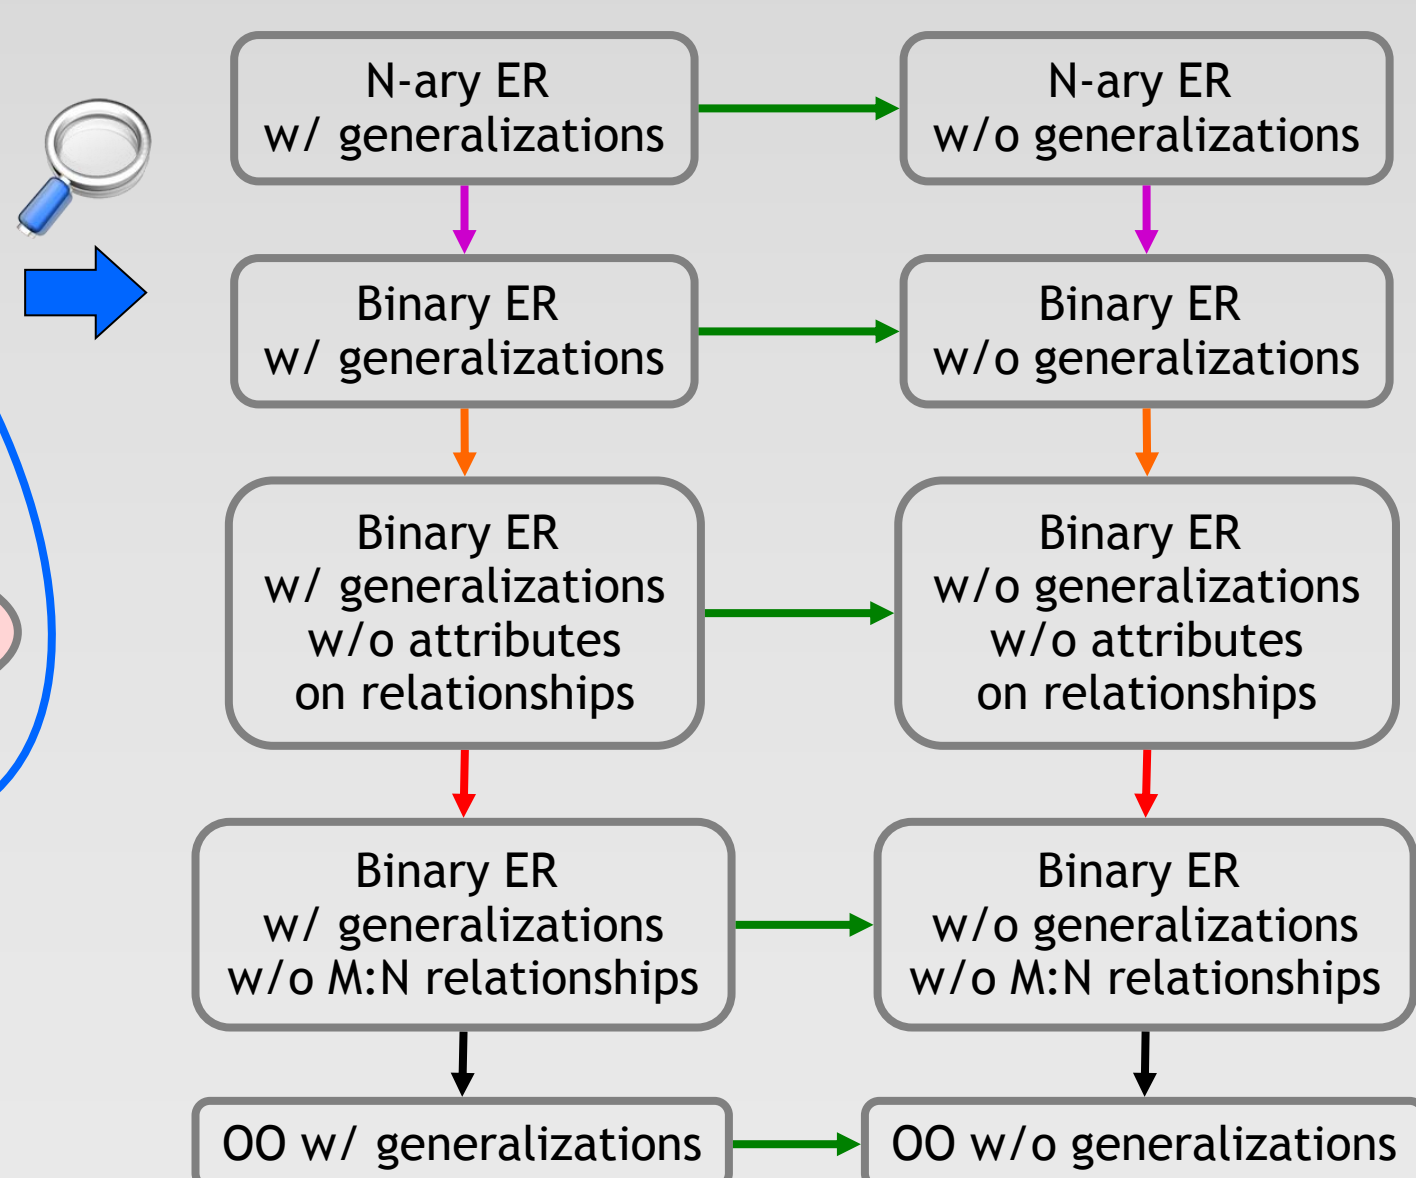 N-ary ER
w/ generalizations
N-ary ER
w/o generalizations
Binary ER
w/ generalizations
Binary ER
w/o generalizations
Binary ER
w/ generalizations
w/o attributes
on relationships
Binary ER
w/o generalizations
w/o attributes
on relationships
Binary ER
w/ generalizations
w/o M:N relationships
Binary ER
w/o generalizations
w/o M:N relationships
OO w/ generalizations
OO w/o generalizations